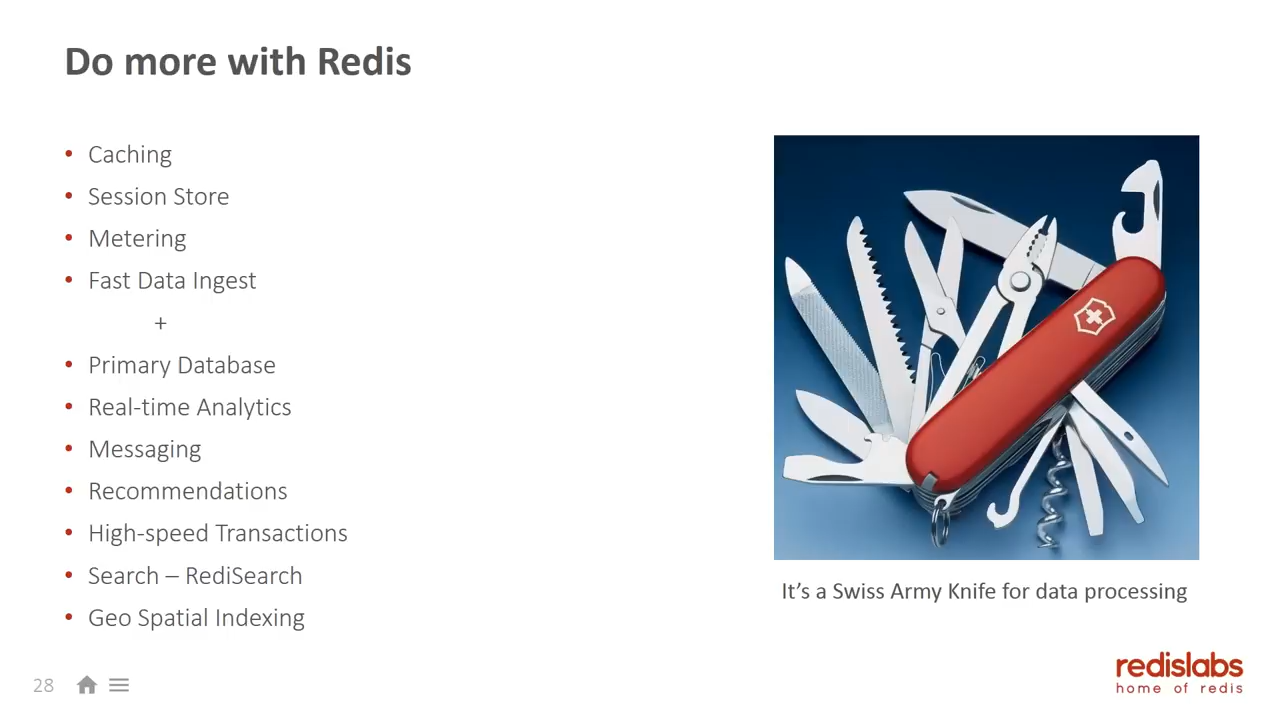 Do more with Redis
• Caching
• Session Store
• Metering
• Fast Data Ingest
+
• Primary Database
• Real-time Analytics
• Messaging
• Recommendations
• High-speed Transactions
• Search – RediSearch
• Geo Spatial Indexing
It's a Swiss Army Knife for data processing
28
redislabs
home of redis